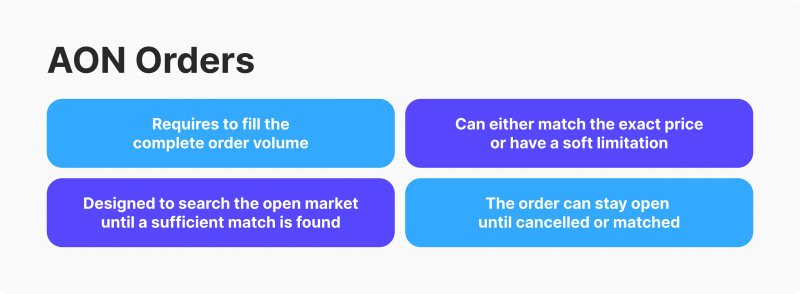 AON Orders
Requires to fill the
complete order volume
Can either match the exact price
or have a soft limitation
Designed to search the open market
until a sufficient match is found
The order can stay open
until cancelled or matched